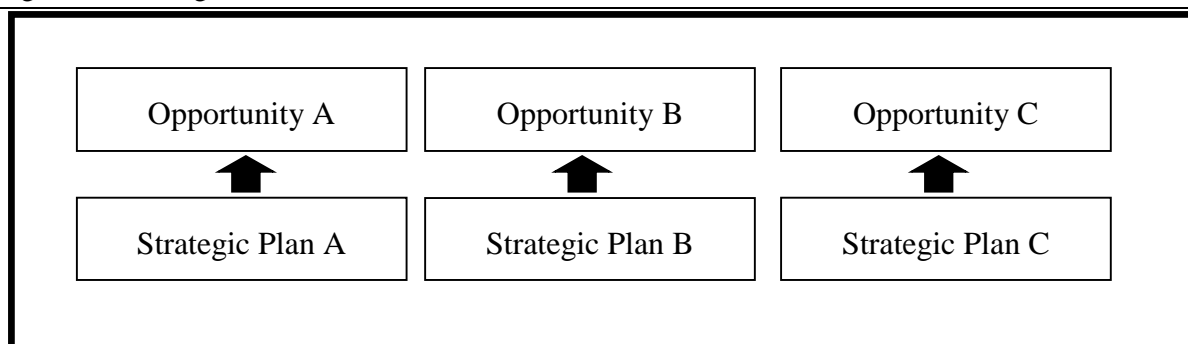 Opportunity A
Opportunity B
Opportunity C
Strategic Plan A
Strategic Plan B
Strategic Plan C